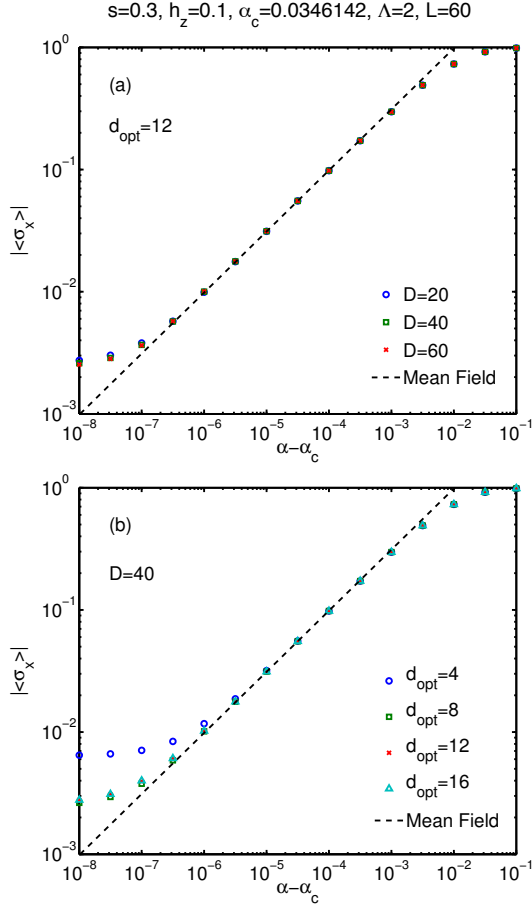 s=0.3, h_z=0.1, α_c=0.0346142, Λ=2, L=60
10^0
(a)
d_opt=12
10^-1
|<σ_x>|
10^-2
D=20
D=40
D=60
Mean Field
10^-3
10^-8 10^-7 10^-6 10^-5 10^-4 10^-3 10^-2 10^-1
α−α_c
10^0
(b)
D=40
10^-1
|<σ_x>|
d_opt=4
10^-2
d_opt=8
d_opt=12
d_opt=16
Mean Field
10^-3
10^-8 10^-7 10^-6 10^-5 10^-4 10^-3 10^-2 10^-1
α−α_c